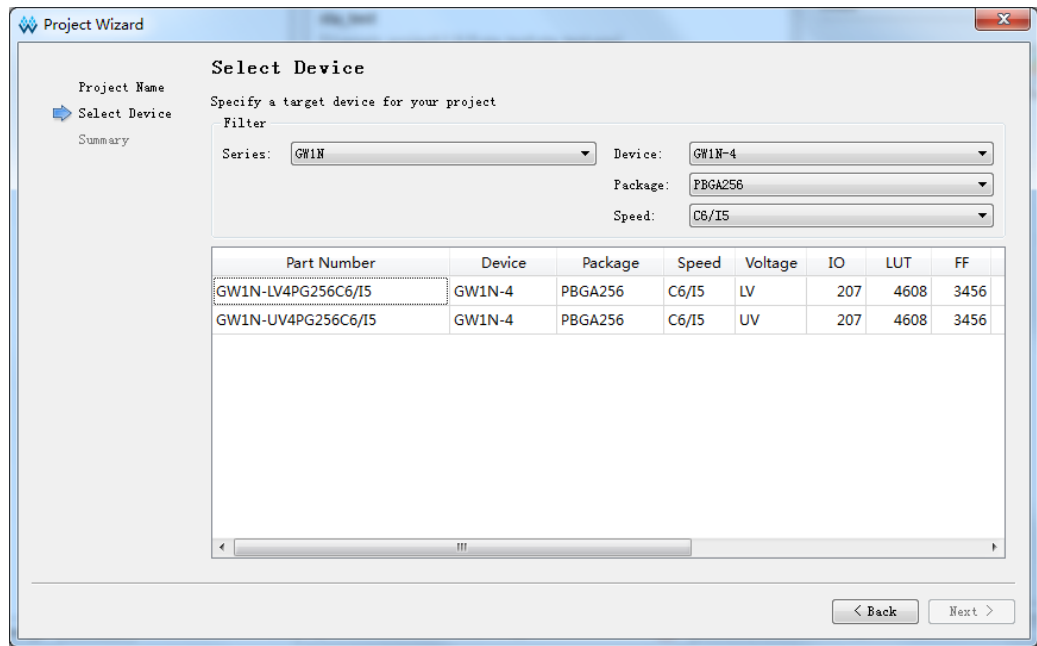 Project Wizard
Select Device
Project Name
Specify a target device for your project
Select Device
Filter
Summary
Series: GW1N Device: GW1N-4
Package: PBGA256
Speed: C6/I5
Part Number Device Package Speed Voltage IO LUT FF
GW1N-LV4PG256C6/I5 GW1N-4 PBGA256 C6/I5 LV 207 4608 3456
GW1N-UV4PG256C6/I5 GW1N-4 PBGA256 C6/I5 UV 207 4608 3456
< Back Next >